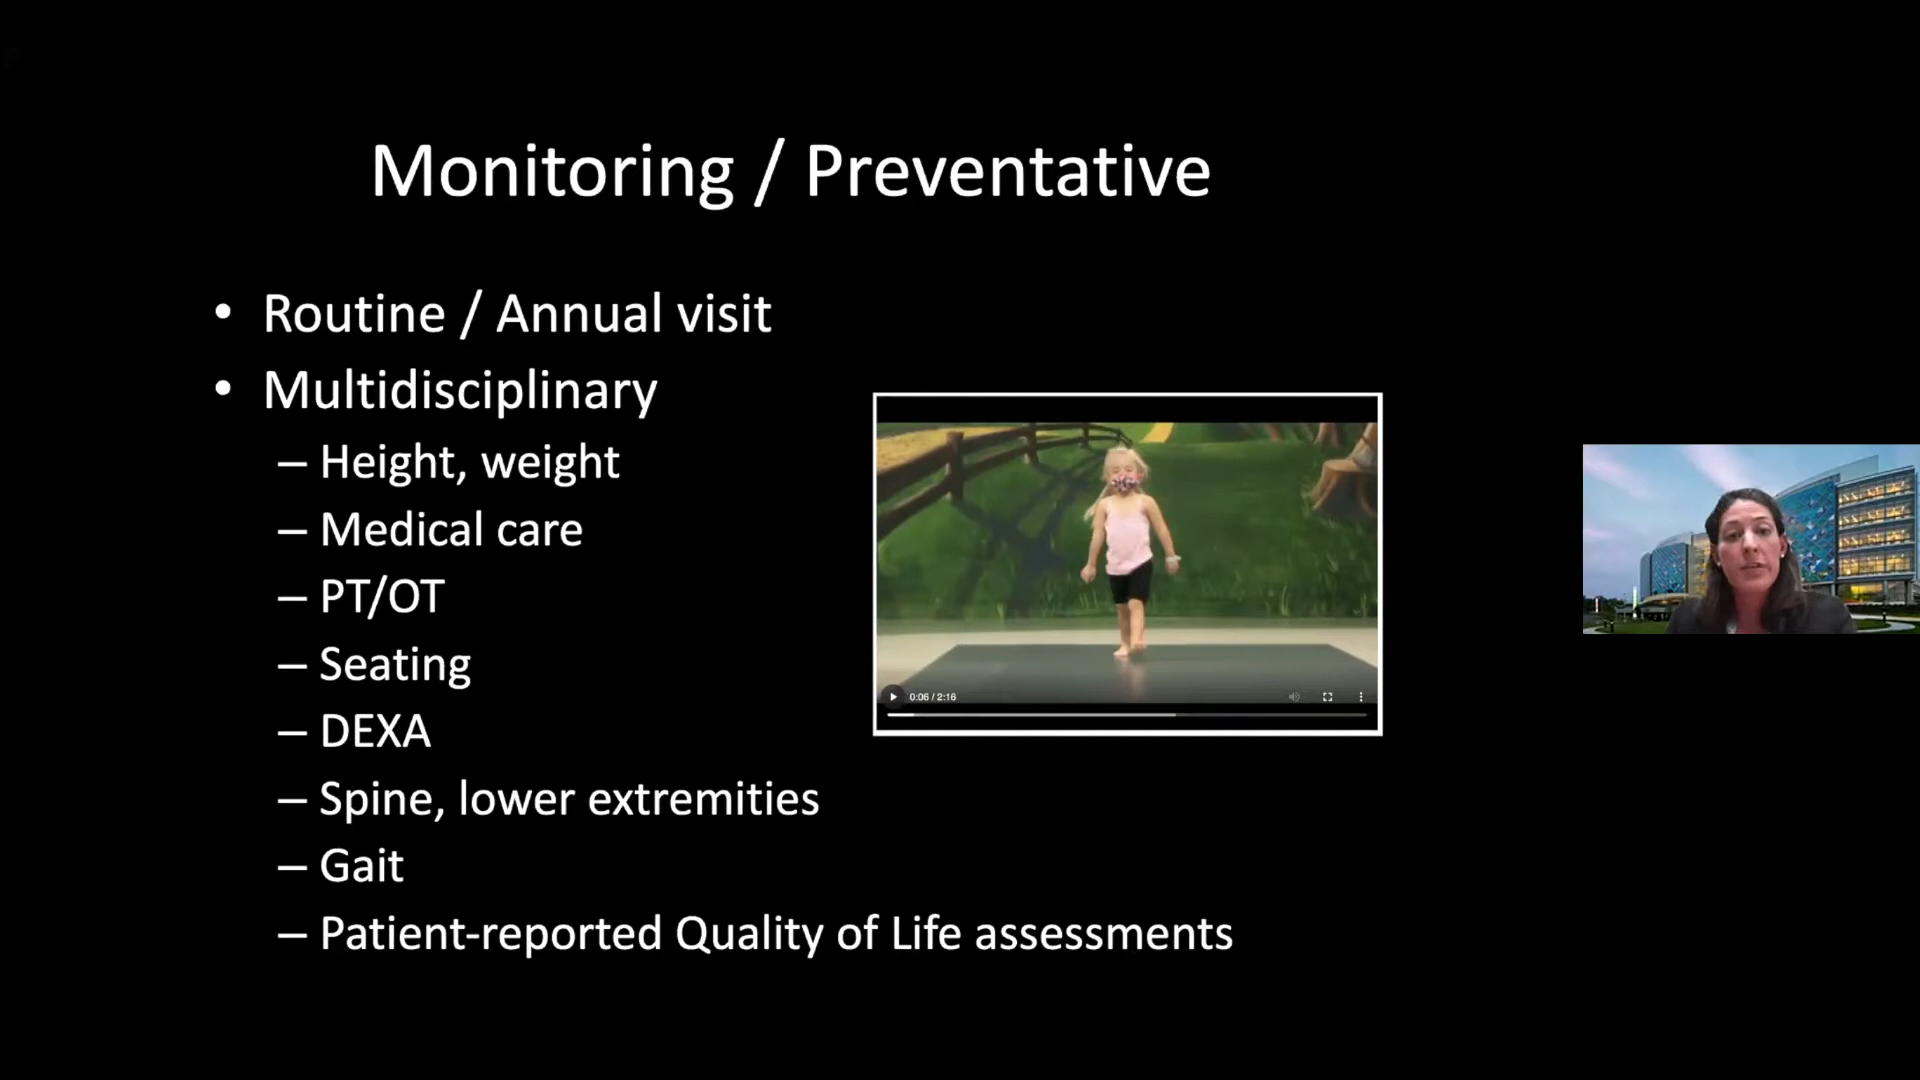 Monitoring / Preventative
• Routine / Annual visit
• Multidisciplinary
– Height, weight
– Medical care
– PT/OT
– Seating
– DEXA
– Spine, lower extremities
– Gait
– Patient-reported Quality of Life assessments
0:06 / 2:16